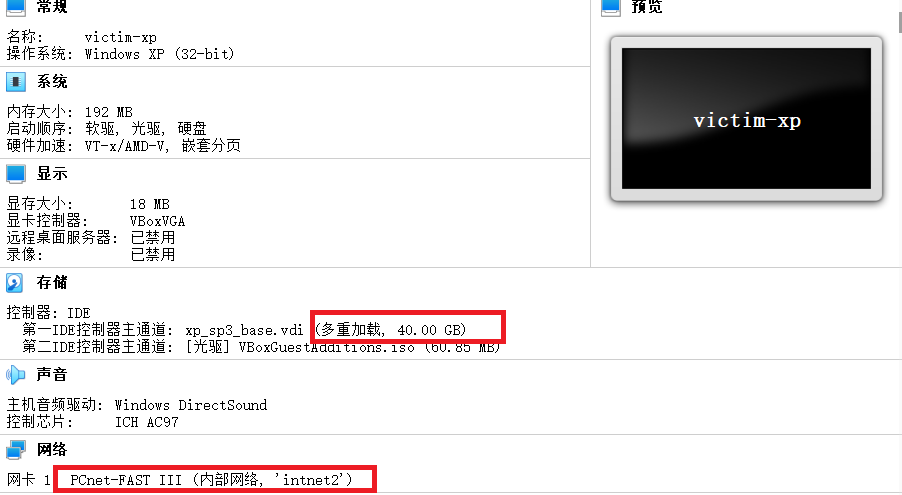 常规
名称: victim-xp
操作系统: Windows XP (32-bit)
系统
内存大小: 192 MB
启动顺序: 软驱, 光驱, 硬盘
硬件加速: VT-x/AMD-V, 嵌套分页
显示
显存大小: 18 MB
显卡控制器: VBoxVGA
远程桌面服务器: 已禁用
录像: 已禁用
存储
控制器: IDE
第一IDE控制器主通道: xp_sp3_base.vdi (多重加载, 40.00 GB)
第二IDE控制器主通道: [光驱] VBoxGuestAdditions.iso (60.85 MB)
声音
主机音频驱动: Windows DirectSound
控制芯片: ICH AC97
网络
网卡 1 PCnet-FAST III (内部网络, 'intnet2')
预览
victim-xp